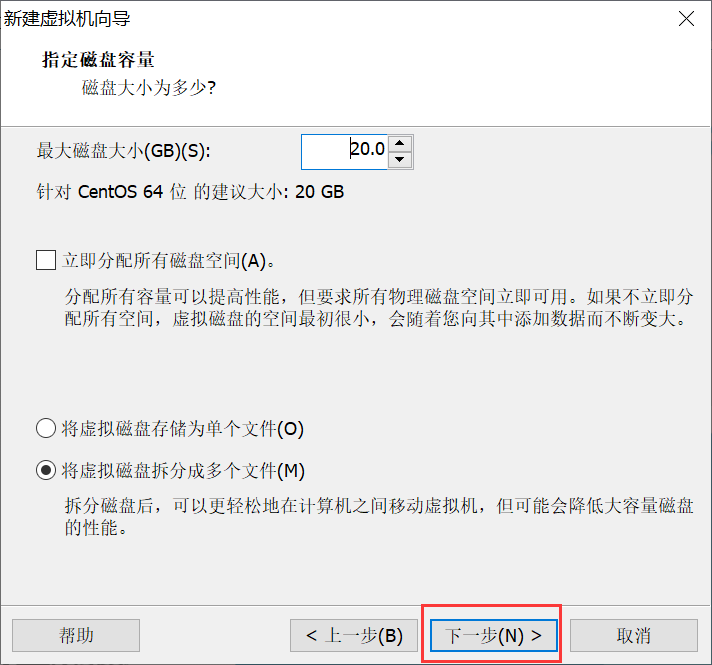 新建虚拟机向导
指定磁盘容量
磁盘大小为多少?
最大磁盘大小(GB)(S): 20.0
针对 CentOS 64 位 的建议大小: 20 GB
立即分配所有磁盘空间(A)。
分配所有容量可以提高性能，但要求所有物理磁盘空间立即可用。如果不立即分
配所有空间，虚拟磁盘的空间最初很小，会随着您向其中添加数据而不断变大。
将虚拟磁盘存储为单个文件(O)
将虚拟磁盘拆分成多个文件(M)
拆分磁盘后，可以更轻松地在计算机之间移动虚拟机，但可能会降低大容量磁盘
的性能。
帮助 < 上一步(B) 下一步(N) > 取消